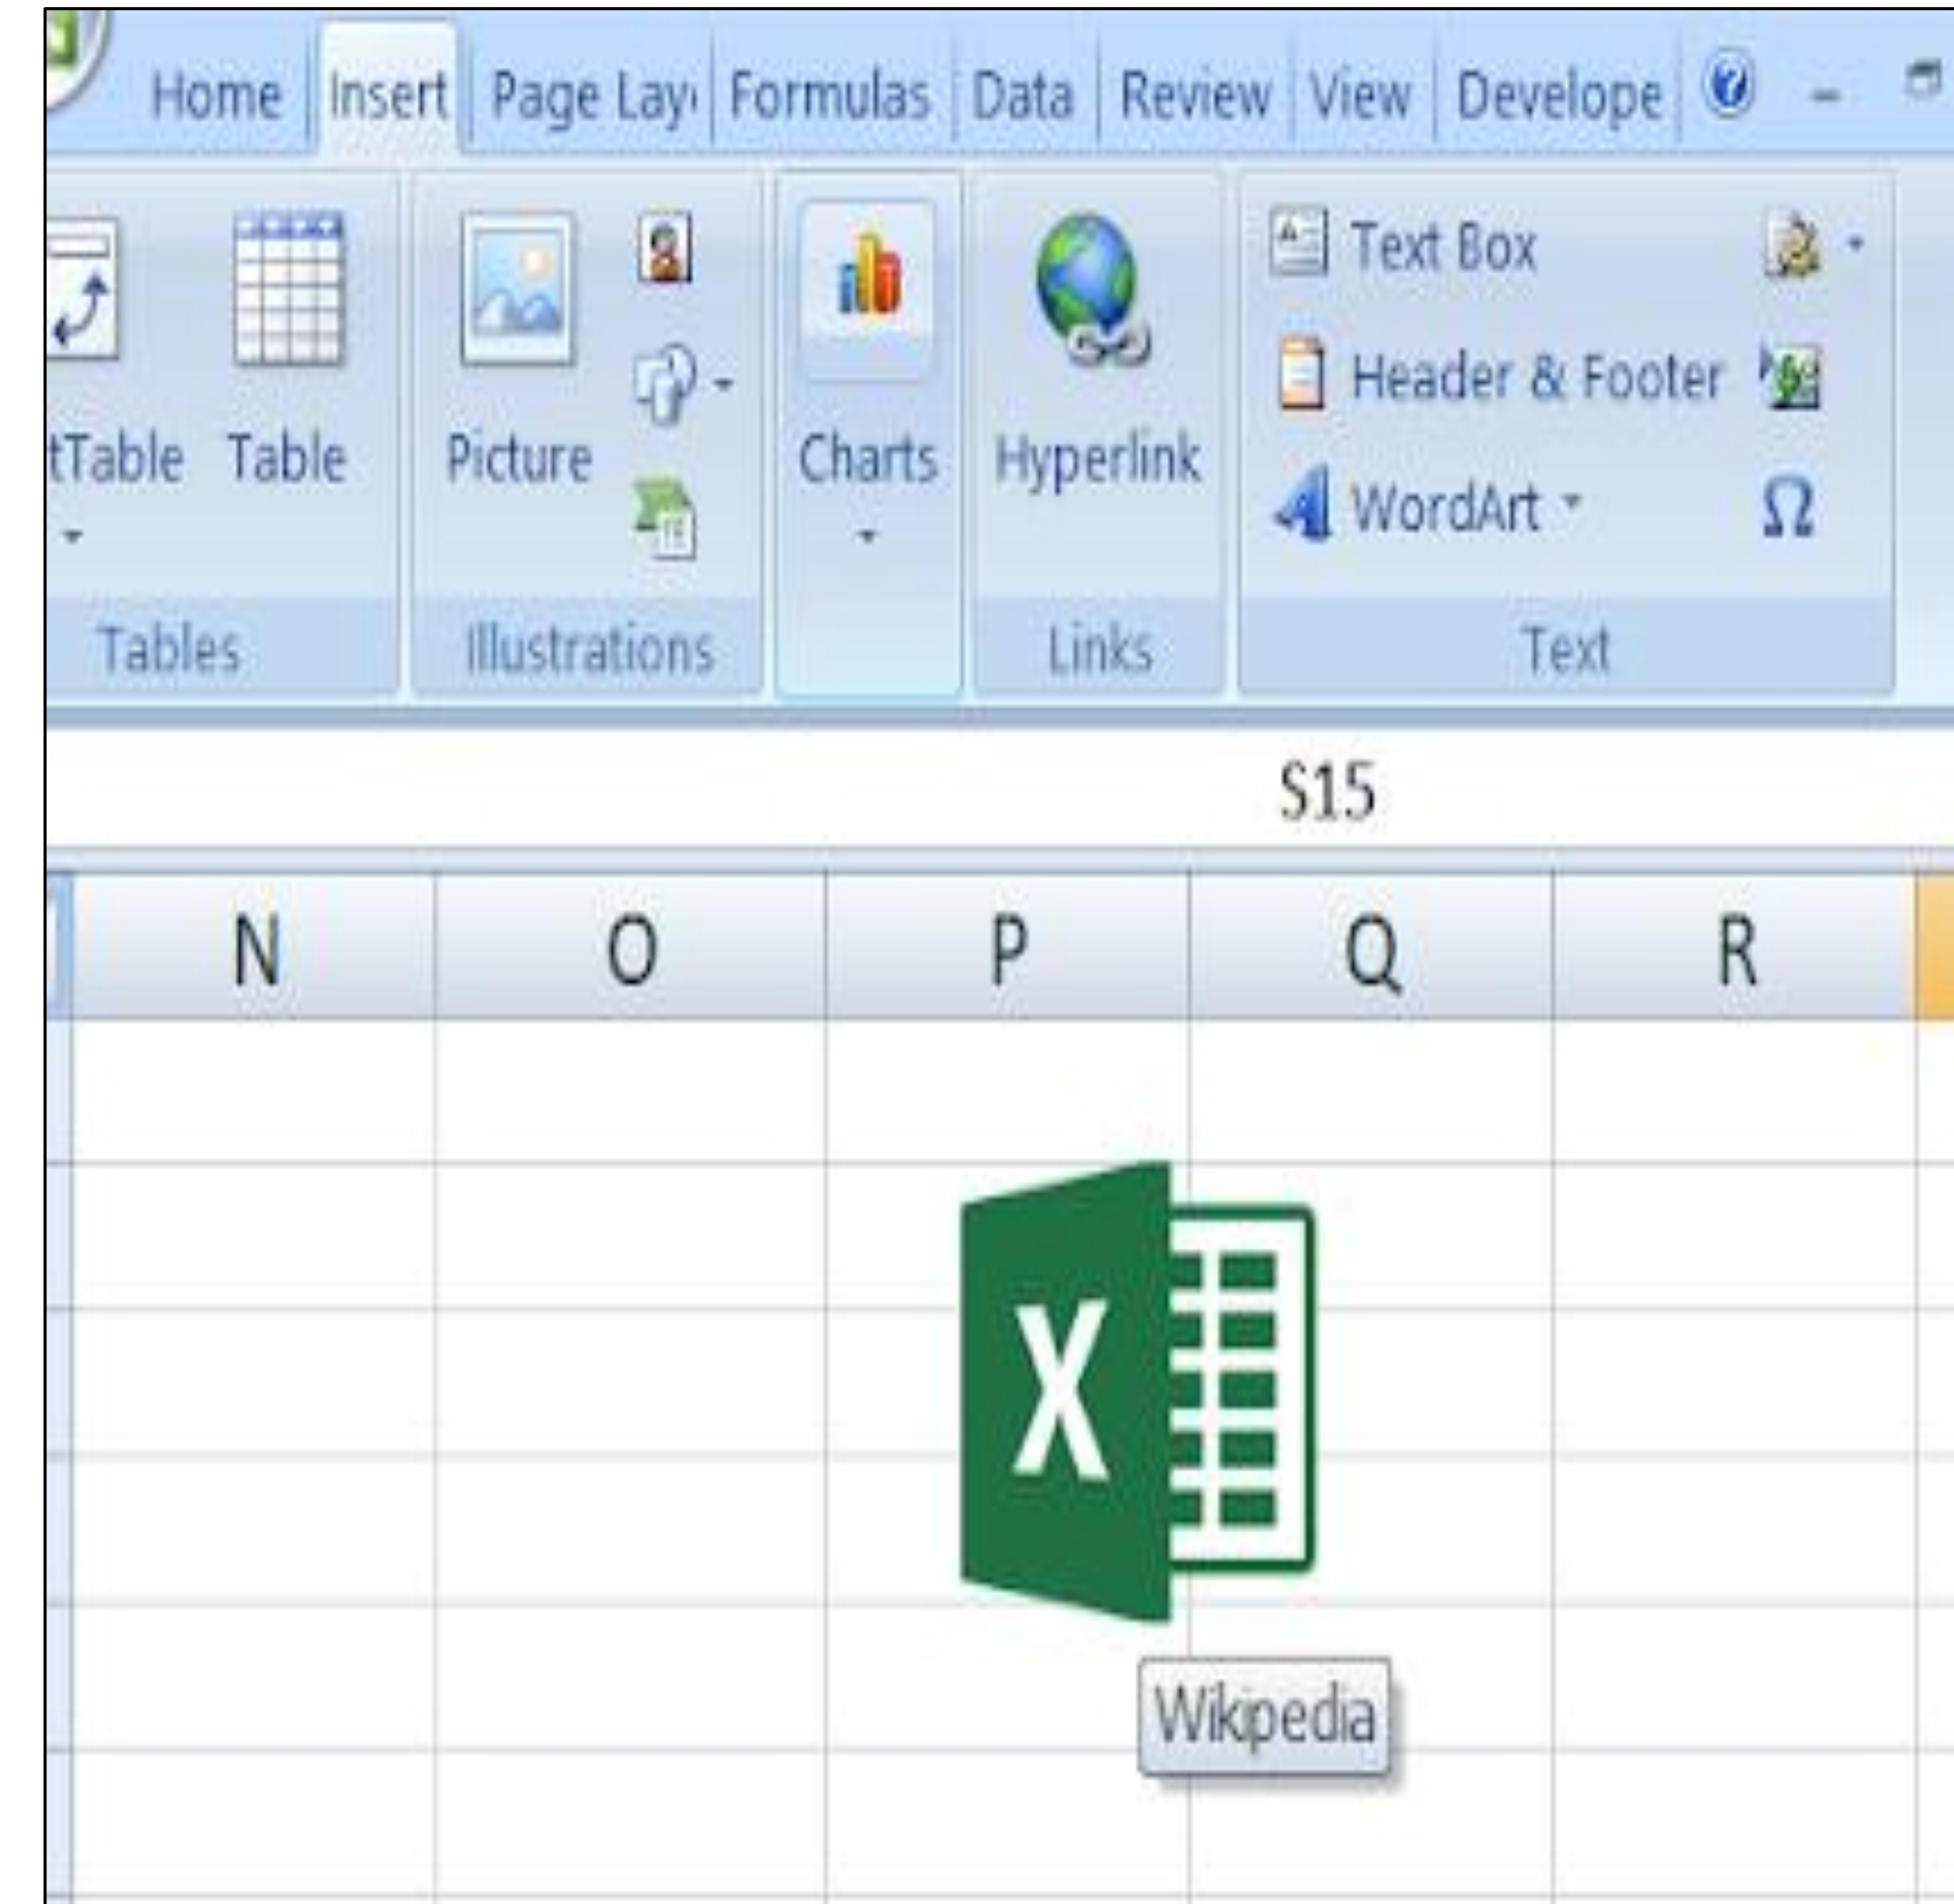 Home Insert Page Lay Formulas Data Review View Develope
Text Box
Header & Footer
tTable Table Picture Charts Hyperlink
WordArt Ω
Tables Illustrations Links Text
S15
N O P Q R
X
Wikipedia